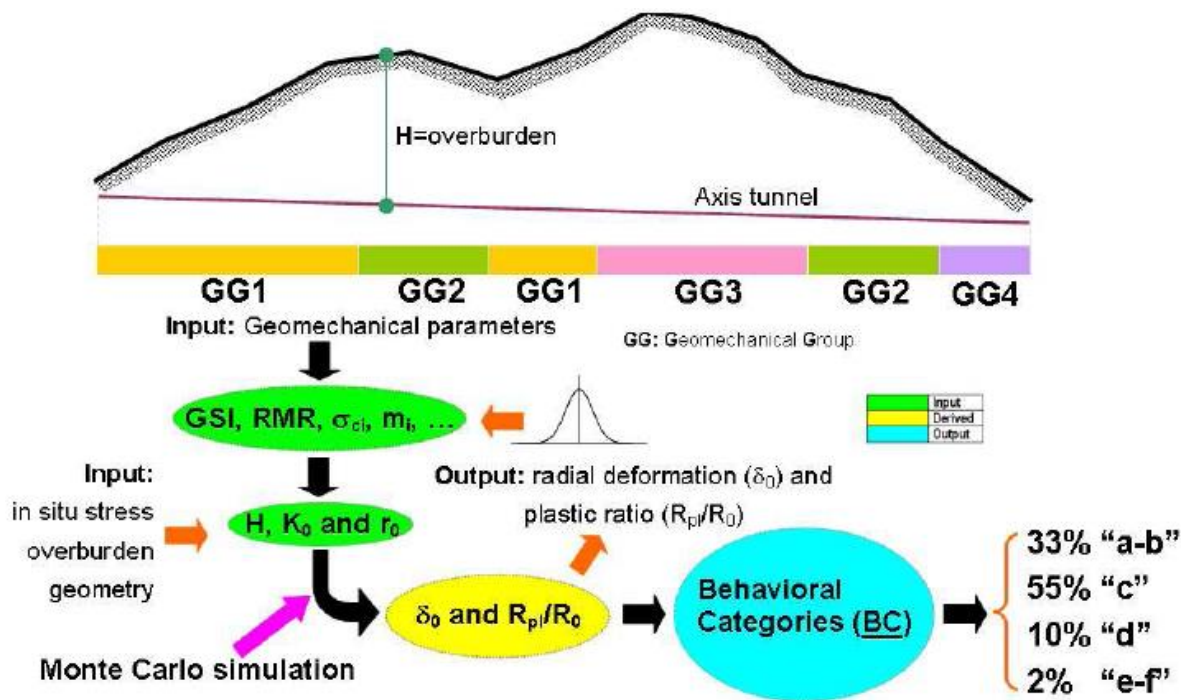 H=overburden
Axis tunnel
GG1 GG2 GG1 GG3 GG2 GG4
Input: Geomechanical parameters
GG: Geomechanical Group
GSI, RMR, σci, mi, ...
Input
Derived
Output
Input:
in situ stress
overburden
geometry
H, K₀ and r₀
Output: radial deformation (δ₀) and
plastic ratio (Rpl/R₀)
δ₀ and Rpl/R₀
Monte Carlo simulation
Behavioral
Categories (BC)
33% “a-b”
55% “c”
10% “d”
2% “e-f”